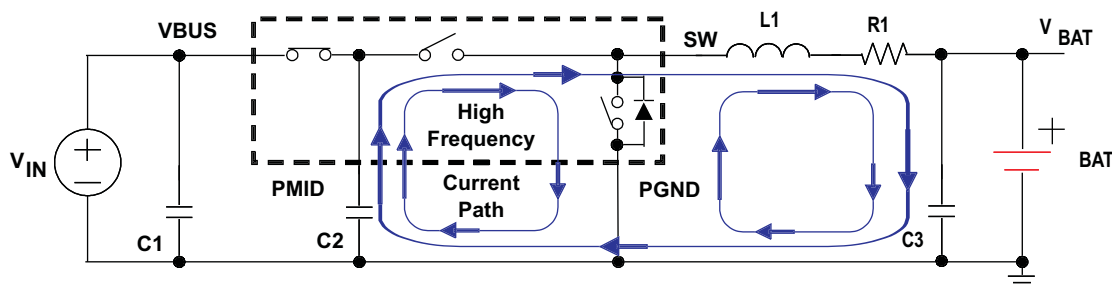 VBUS
SW
L1
R1
V BAT
High
Frequency
V IN
+
−
PMID
Current
Path
PGND
+
BAT
C1
C2
C3